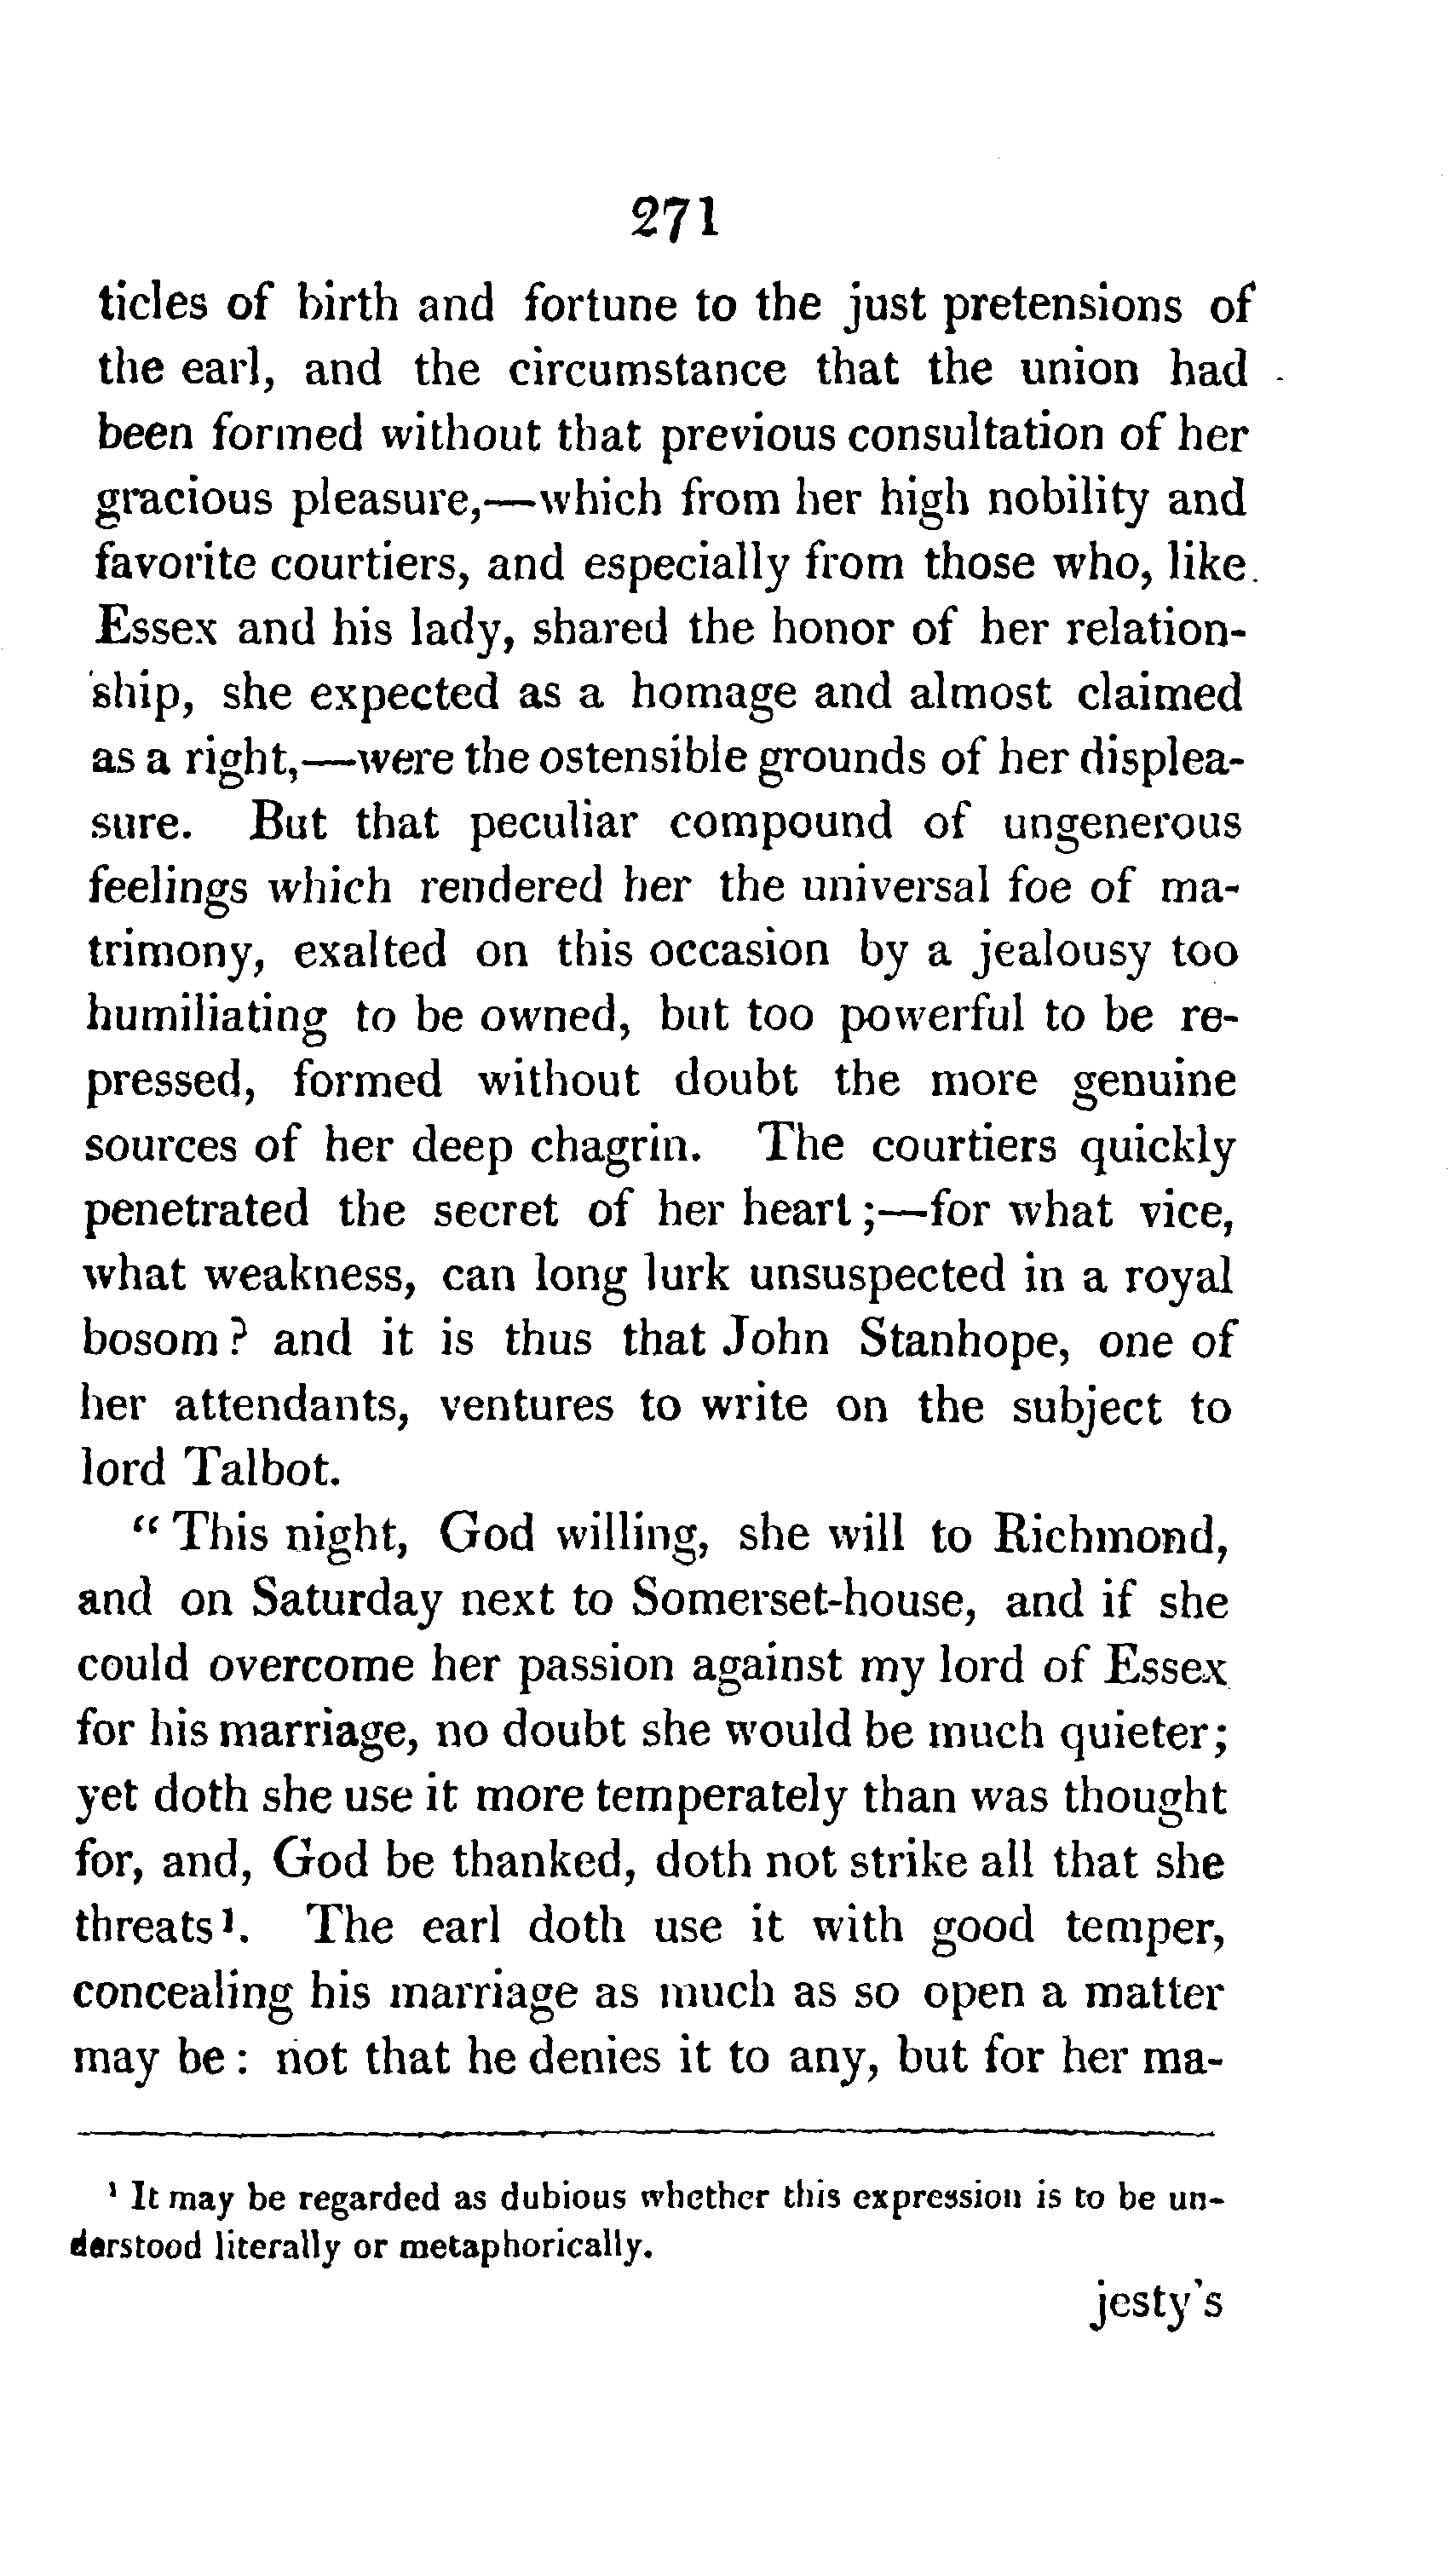 271
ticles of birth and fortune to the just pretensions of
the earl, and the circumstance that the union had
been formed without that previous consultation of her
gracious pleasure,—which from her high nobility and
favorite courtiers, and especially from those who, like
Essex and his lady, shared the honor of her relation-
ship, she expected as a homage and almost claimed
as a right,—were the ostensible grounds of her displea-
sure. But that peculiar compound of ungenerous
feelings which rendered her the universal foe of ma-
trimony, exalted on this occasion by a jealousy too
humiliating to be owned, but too powerful to be re-
pressed, formed without doubt the more genuine
sources of her deep chagrin. The courtiers quickly
penetrated the secret of her heart;—for what vice,
what weakness, can long lurk unsuspected in a royal
bosom? and it is thus that John Stanhope, one of
her attendants, ventures to write on the subject to
lord Talbot.
“This night, God willing, she will to Richmond,
and on Saturday next to Somerset-house, and if she
could overcome her passion against my lord of Essex
for his marriage, no doubt she would be much quieter;
yet doth she use it more temperately than was thought
for, and, God be thanked, doth not strike all that she
threats¹. The earl doth use it with good temper,
concealing his marriage as much as so open a matter
may be: not that he denies it to any, but for her ma-
¹ It may be regarded as dubious whether this expression is to be un-
derstood literally or metaphorically.
jesty's